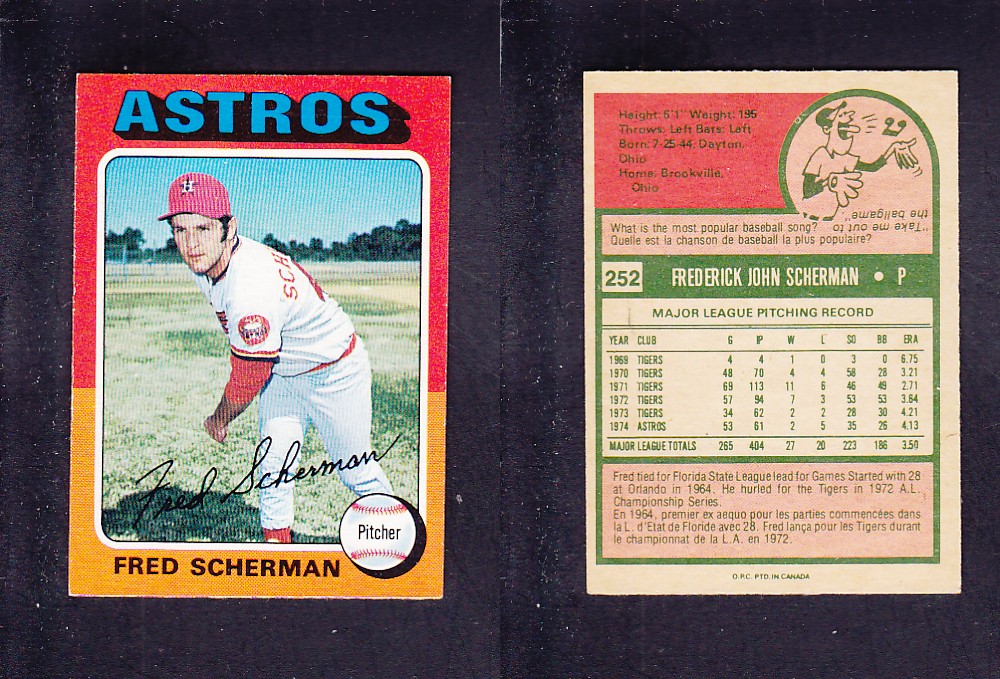 ASTROS
H
SCH
Fred Scherman
Pitcher
FRED SCHERMAN
Height: 6'1" Weight: 195
Throws: Left Bats: Left
Born: 7-25-44, Dayton,
Ohio
Home: Brookville,
Ohio
What is the most popular baseball song?
Quelle est la chanson de baseball la plus populaire?
"Take me out to
the ballgame".
252 FREDERICK JOHN SCHERMAN • P
MAJOR LEAGUE PITCHING RECORD
YEAR CLUB G IP W L SO BB ERA
1969 TIGERS 4 4 1 0 3 0 6.75
1970 TIGERS 48 70 4 4 58 28 3.21
1971 TIGERS 69 113 11 6 46 49 2.71
1972 TIGERS 57 94 7 3 53 53 3.64
1973 TIGERS 34 62 2 2 28 30 4.21
1974 ASTROS 53 61 2 5 35 26 4.13
MAJOR LEAGUE TOTALS 265 404 27 20 223 186 3.50
Fred tied for Florida State League lead for Games Started with 28
at Orlando in 1964. He hurled for the Tigers in 1972 A.L.
Championship Series.
En 1964, premier ex aequo pour les parties commencées dans
la L. d'Etat de Floride avec 28. Fred lança pour les Tigers durant
le championnat de la L.A. en 1972.
O.P.C. PTD. IN CANADA